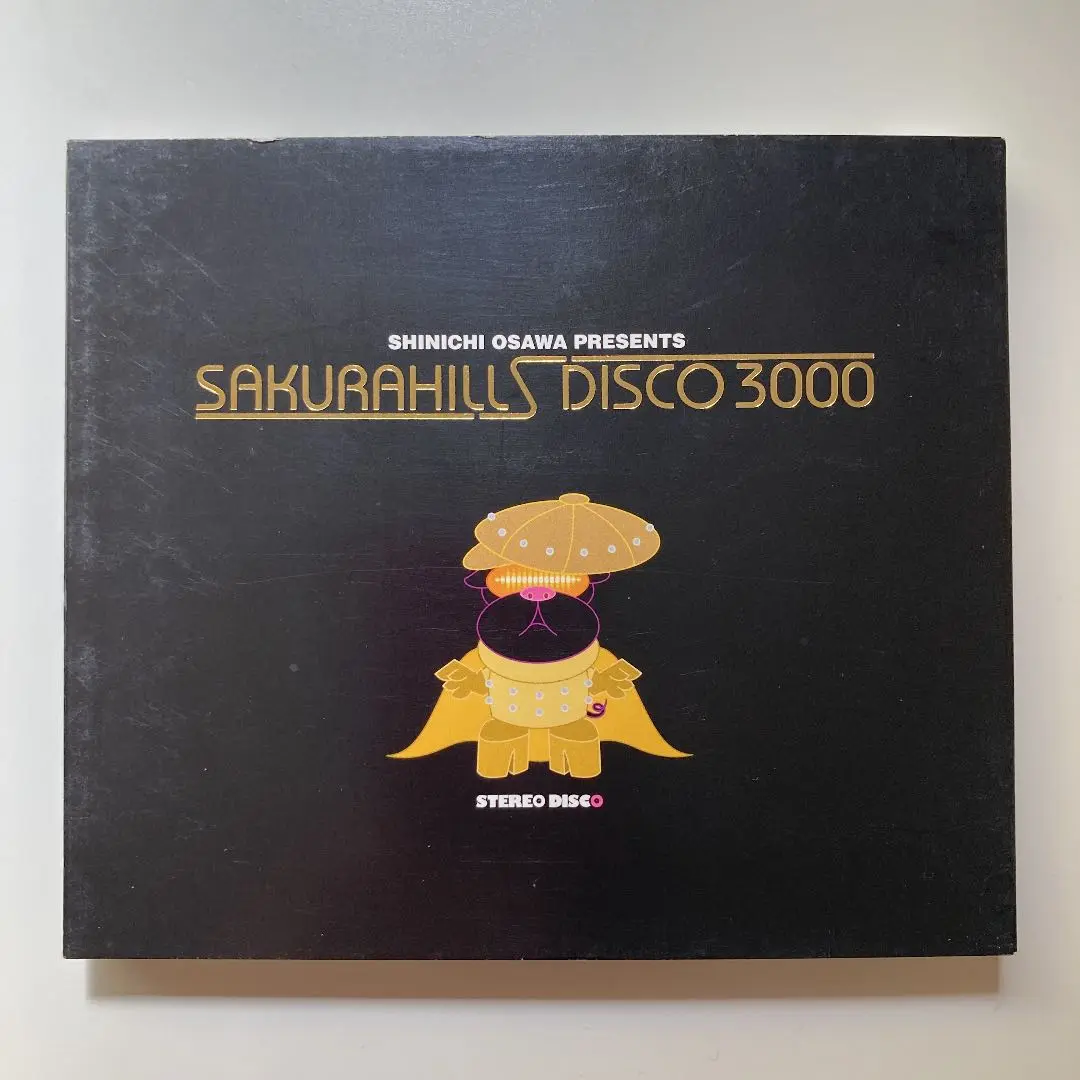 SHINICHI OSAWA PRESENTS
SAKURAHILLS DISCO 3000
STEREO DISCO